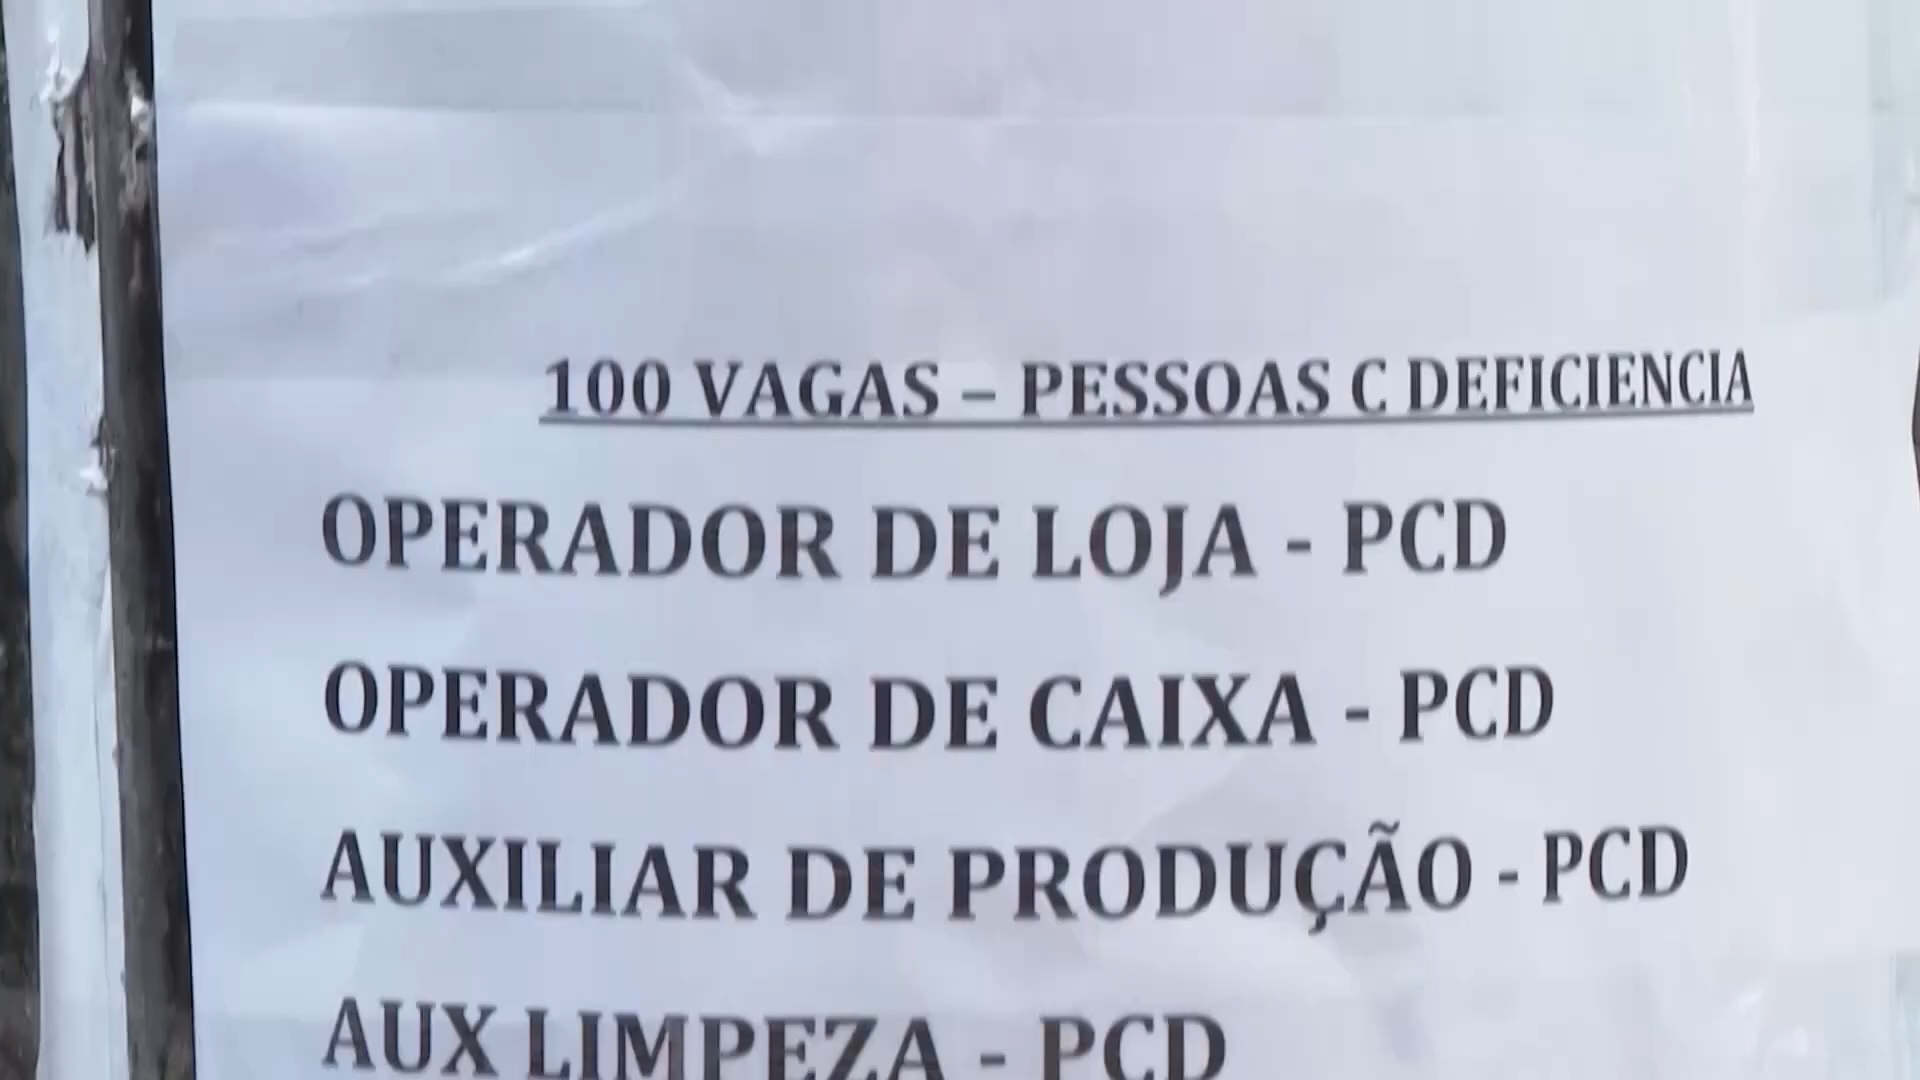 100 VAGAS – PESSOAS C DEFICIENCIA
OPERADOR DE LOJA - PCD
OPERADOR DE CAIXA - PCD
AUXILIAR DE PRODUÇÃO - PCD
AUX LIMPEZA - PCD